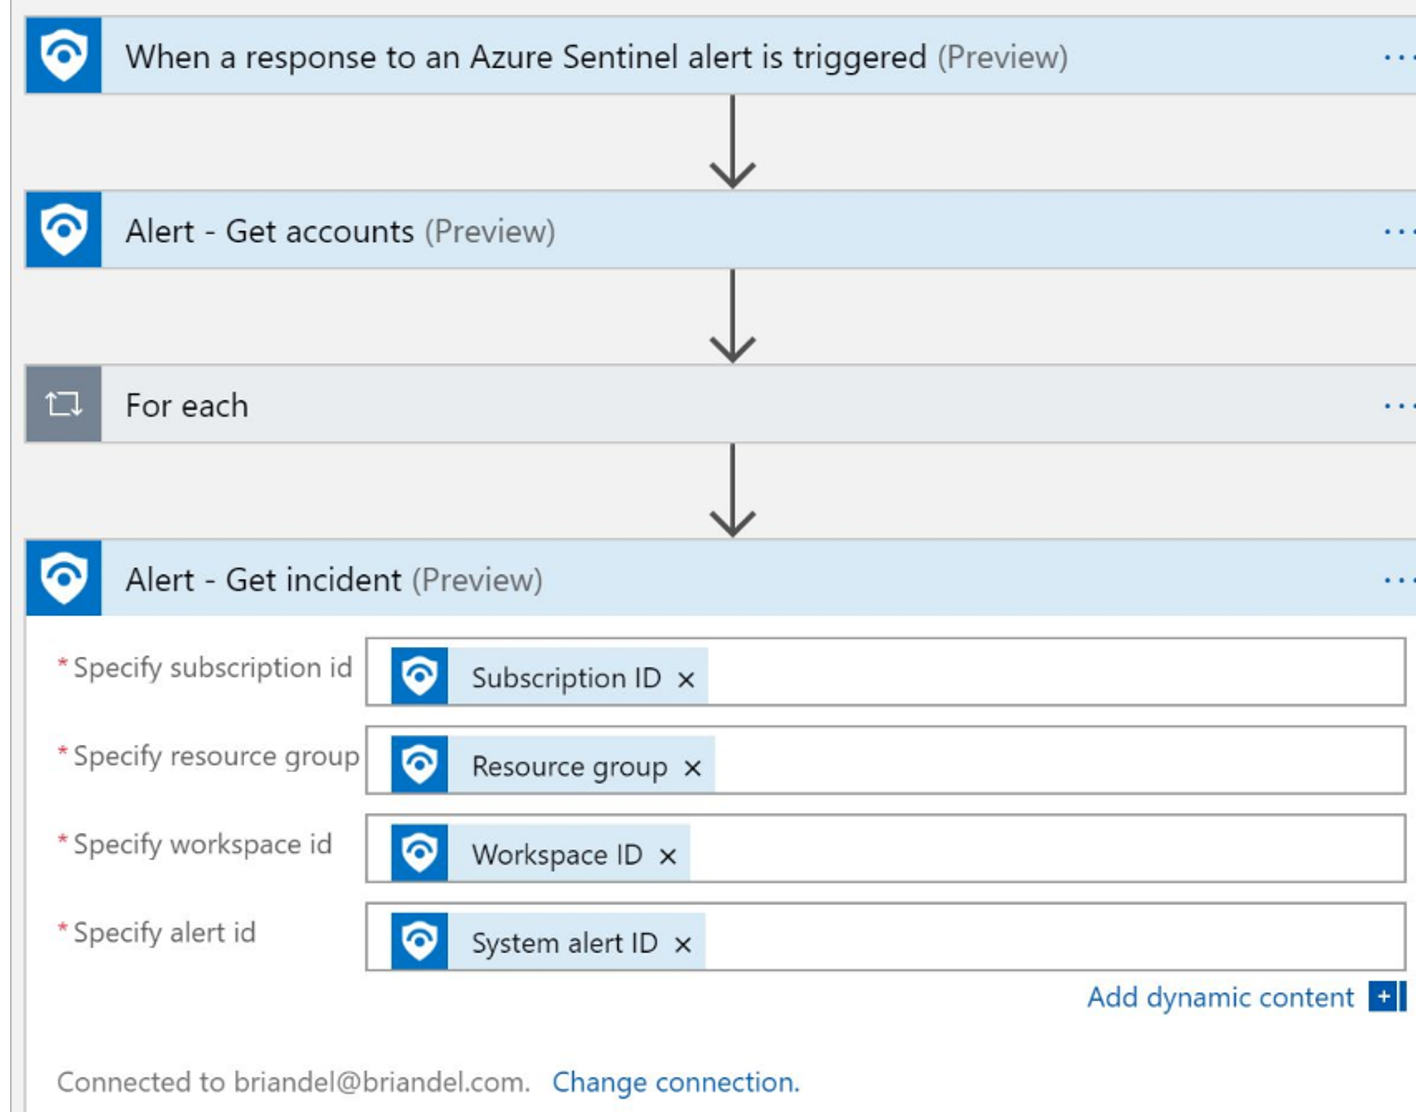 When a response to an Azure Sentinel alert is triggered (Preview)
Alert - Get accounts (Preview)
For each
Alert - Get incident (Preview)
* Specify subscription id
Subscription ID ×
* Specify resource group
Resource group ×
* Specify workspace id
Workspace ID ×
* Specify alert id
System alert ID ×
Add dynamic content +
Connected to briandel@briandel.com. Change connection.